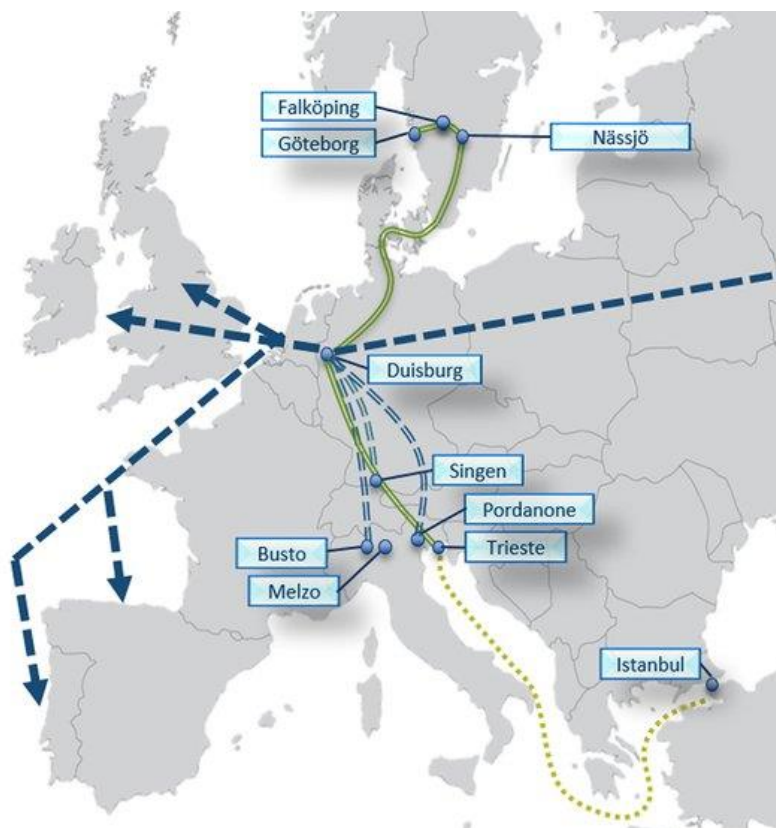 Falköping
Göteborg
Nässjö
Duisburg
Singen
Pordanone
Busto
Trieste
Melzo
Istanbul